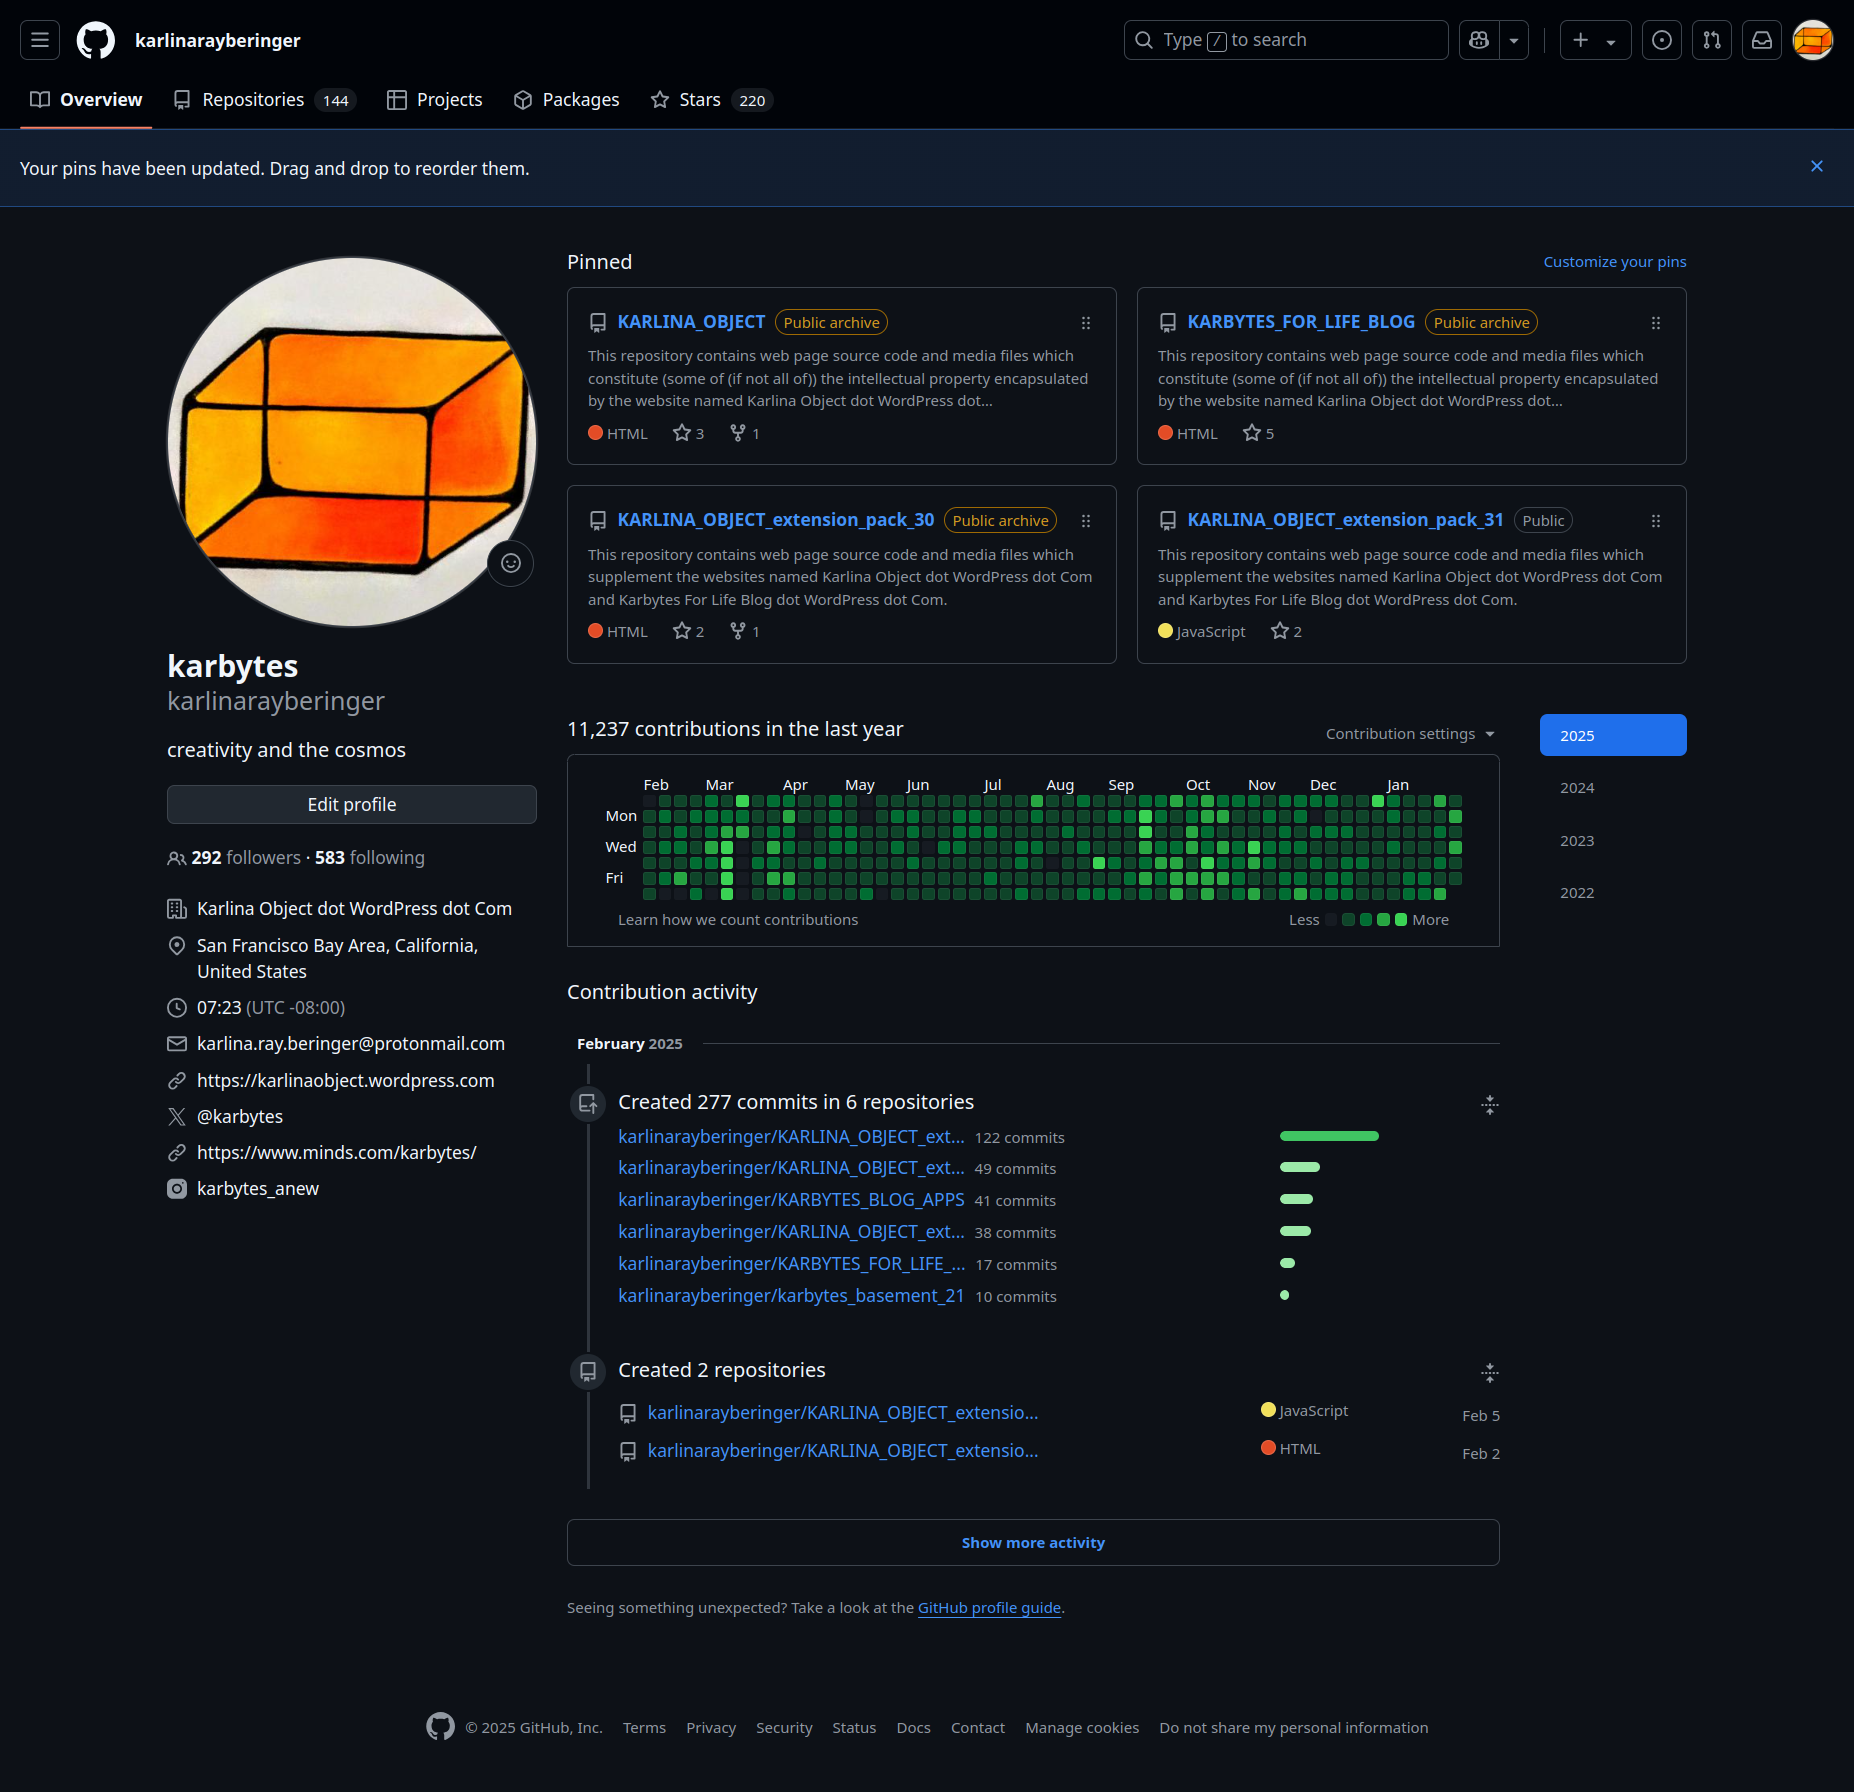 karlinarayberinger
Type / to search
Overview
Repositories 144
Projects
Packages
Stars 220
Your pins have been updated. Drag and drop to reorder them.
karbytes
karlinarayberinger
creativity and the cosmos
Edit profile
292 followers · 583 following
Karlina Object dot WordPress dot Com
San Francisco Bay Area, California,
United States
07:23 (UTC -08:00)
karlina.ray.beringer@protonmail.com
https://karlinaobject.wordpress.com
@karbytes
https://www.minds.com/karbytes/
karbytes_anew
Pinned
Customize your pins
KARLINA_OBJECT Public archive
This repository contains web page source code and media files which
constitute (some of (if not all of)) the intellectual property encapsulated
by the website named Karlina Object dot WordPress dot...
HTML 3 1
KARBYTES_FOR_LIFE_BLOG Public archive
This repository contains web page source code and media files which
constitute (some of (if not all of)) the intellectual property encapsulated
by the website named Karlina Object dot WordPress dot...
HTML 5
KARLINA_OBJECT_extension_pack_30 Public archive
This repository contains web page source code and media files which
supplement the websites named Karlina Object dot WordPress dot Com
and Karbytes For Life Blog dot WordPress dot Com.
HTML 2 1
KARLINA_OBJECT_extension_pack_31 Public
This repository contains web page source code and media files which
supplement the websites named Karlina Object dot WordPress dot Com
and Karbytes For Life Blog dot WordPress dot Com.
JavaScript 2
11,237 contributions in the last year
Contribution settings
Feb Mar Apr May Jun Jul Aug Sep Oct Nov Dec Jan
Mon
Wed
Fri
Learn how we count contributions
Less More
2025
2024
2023
2022
Contribution activity
February 2025
Created 277 commits in 6 repositories
karlinarayberinger/KARLINA_OBJECT_ext... 122 commits
karlinarayberinger/KARLINA_OBJECT_ext... 49 commits
karlinarayberinger/KARBYTES_BLOG_APPS 41 commits
karlinarayberinger/KARLINA_OBJECT_ext... 38 commits
karlinarayberinger/KARBYTES_FOR_LIFE_... 17 commits
karlinarayberinger/karbytes_basement_21 10 commits
Created 2 repositories
karlinarayberinger/KARLINA_OBJECT_extensio... JavaScript Feb 5
karlinarayberinger/KARLINA_OBJECT_extensio... HTML Feb 2
Show more activity
Seeing something unexpected? Take a look at the GitHub profile guide.
© 2025 GitHub, Inc. Terms Privacy Security Status Docs Contact Manage cookies Do not share my personal information